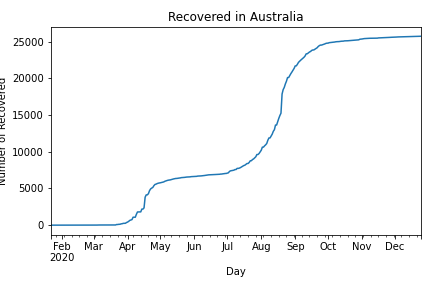 Recovered in Australia
Number of Recovered
25000
20000
15000
10000
5000
0
Feb Mar Apr May Jun Jul Aug Sep Oct Nov Dec
2020
Day